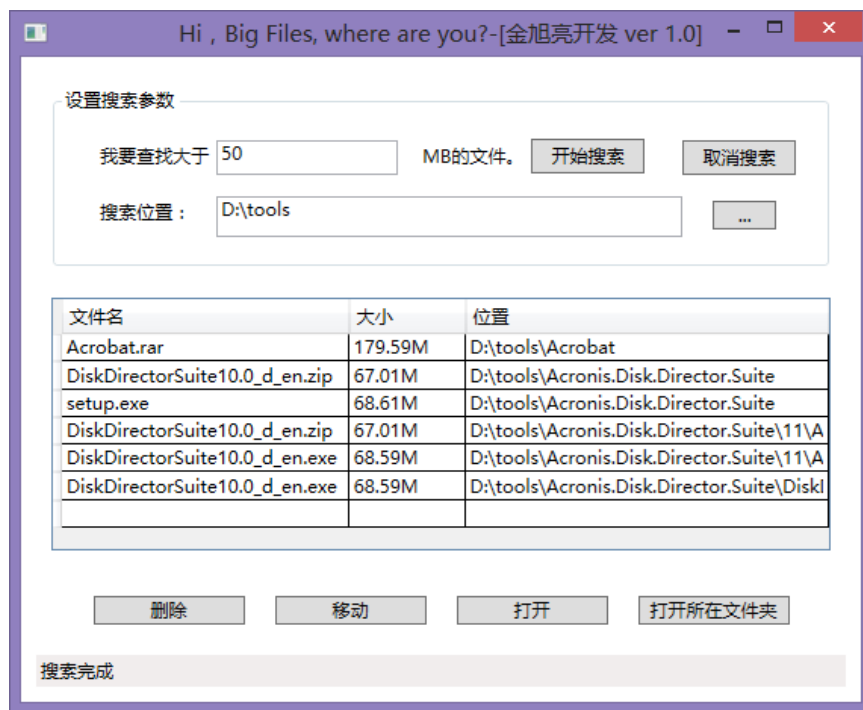 Hi , Big Files, where are you?-[金旭亮开发 ver 1.0]
设置搜索参数
我要查找大于 50 MB的文件。 开始搜索 取消搜索
搜索位置： D:\tools ...
文件名 大小 位置
Acrobat.rar 179.59M D:\tools\Acrobat
DiskDirectorSuite10.0_d_en.zip 67.01M D:\tools\Acronis.Disk.Director.Suite
setup.exe 68.61M D:\tools\Acronis.Disk.Director.Suite
DiskDirectorSuite10.0_d_en.zip 67.01M D:\tools\Acronis.Disk.Director.Suite\11\A
DiskDirectorSuite10.0_d_en.exe 68.59M D:\tools\Acronis.Disk.Director.Suite\11\A
DiskDirectorSuite10.0_d_en.exe 68.59M D:\tools\Acronis.Disk.Director.Suite\DiskI
删除 移动 打开 打开所在文件夹
搜索完成